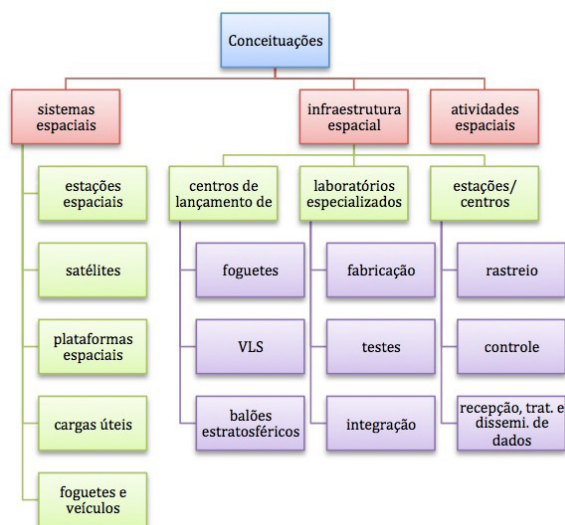 Conceituações
sistemas
espaciais
infraestrutura
espacial
atividades
espaciais
estações
espaciais
satélites
plataformas
espaciais
cargas úteis
foguetes e
veículos
centros de
lançamento de
foguetes
VLS
balões
estratosféricos
laboratórios
especializados
fabricação
testes
integração
estações/
centros
rastreio
controle
recepção, trat. e
dissemi. de
dados